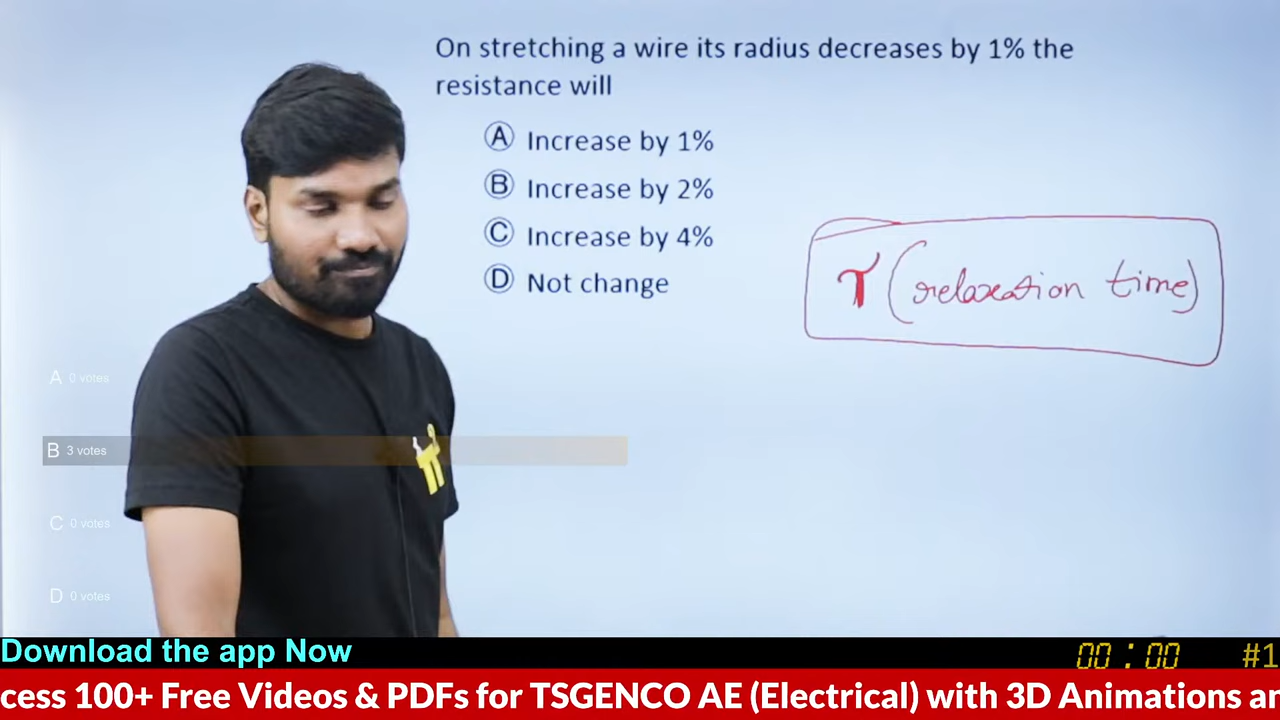 On stretching a wire its radius decreases by 1% the
resistance will
Ⓐ Increase by 1%
Ⓑ Increase by 2%
Ⓒ Increase by 4%
Ⓓ Not change
τ (relaxation time)
A 0 votes
B 3 votes
C 0 votes
D 0 votes
Download the app Now
00 : 00 #1
cess 100+ Free Videos & PDFs for TSGENCO AE (Electrical) with 3D Animations ar